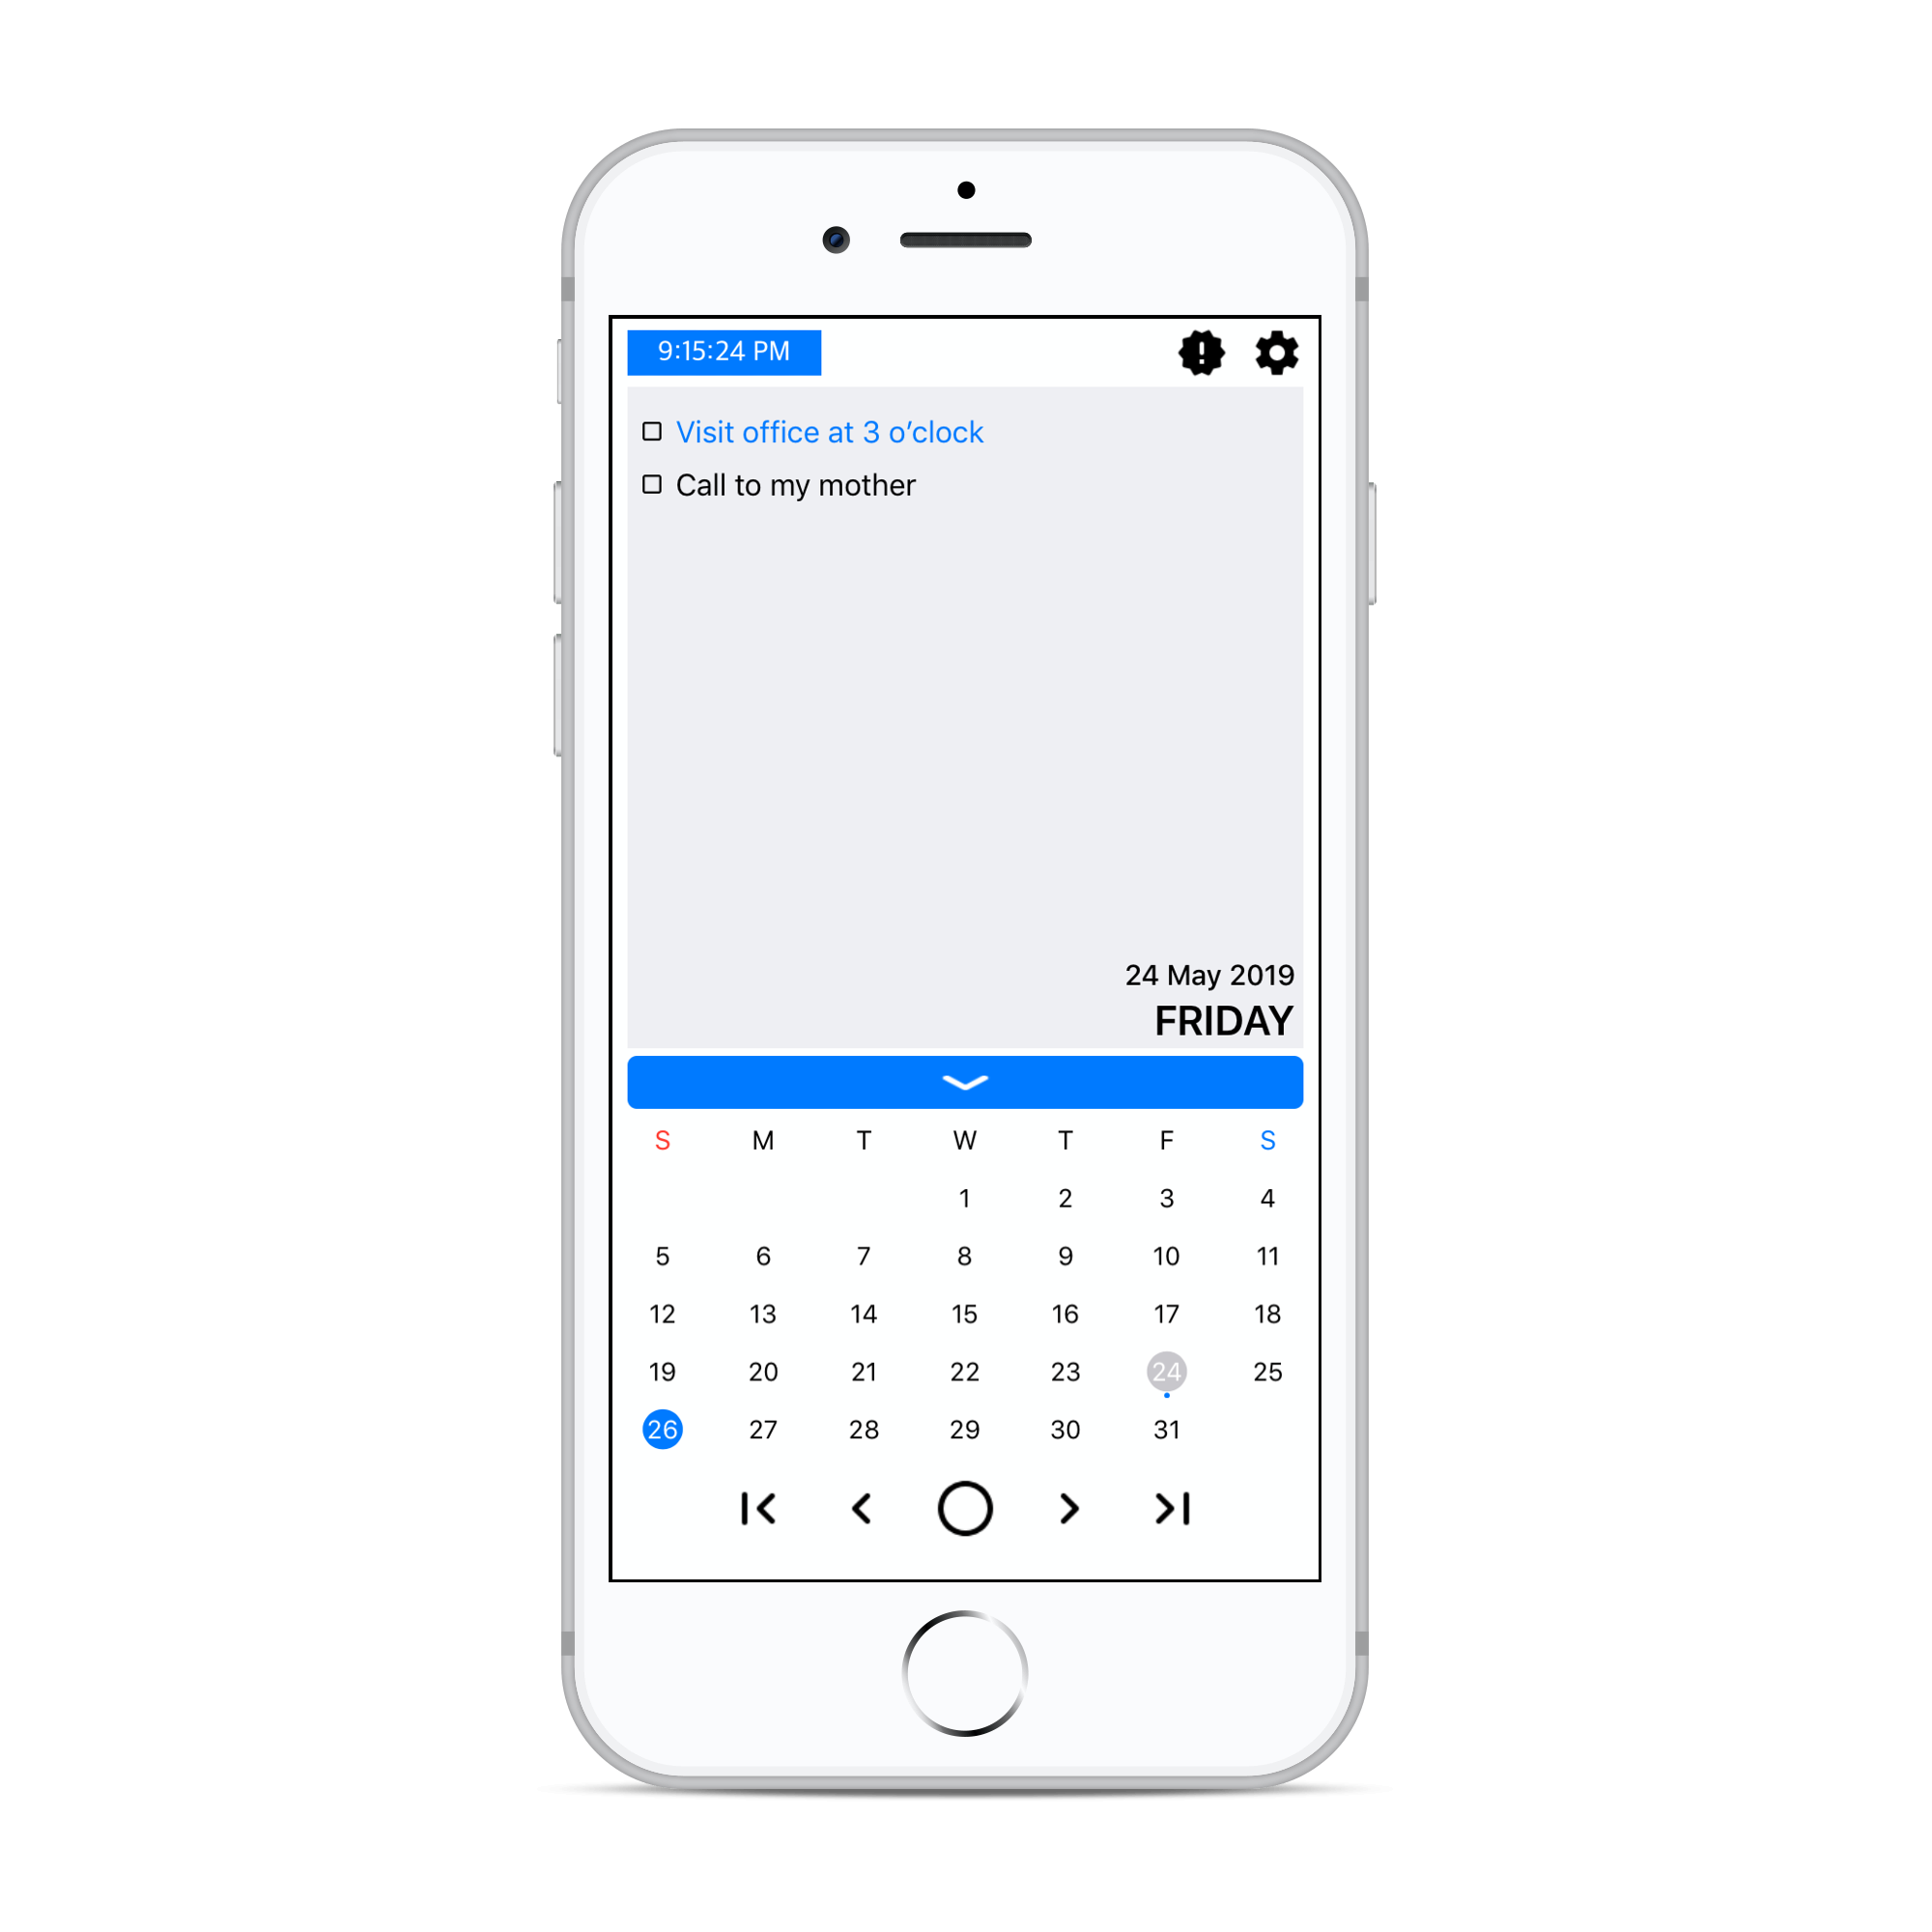 9:15:24 PM
Visit office at 3 o’clock
Call to my mother
24 May 2019
FRIDAY
S M T W T F S
1 2 3 4
5 6 7 8 9 10 11
12 13 14 15 16 17 18
19 20 21 22 23 24 25
26 27 28 29 30 31